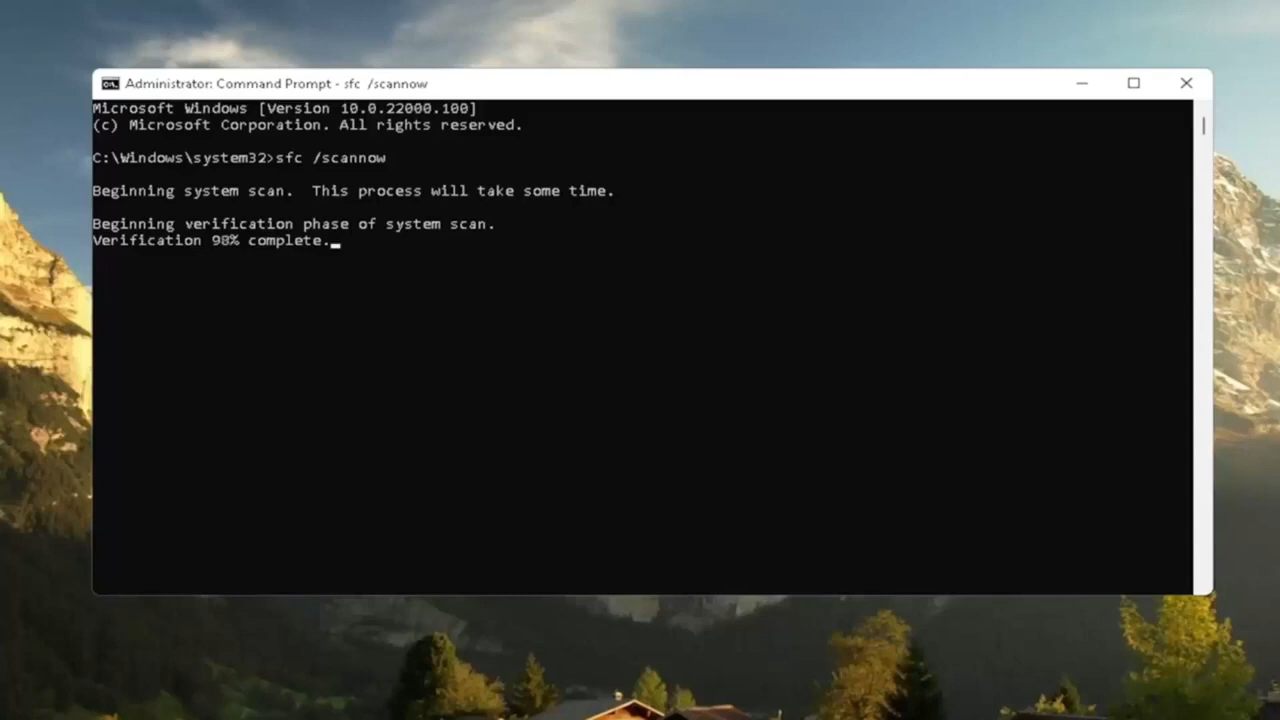 Administrator: Command Prompt - sfc  /scannow
Microsoft Windows [Version 10.0.22000.100]
(c) Microsoft Corporation. All rights reserved.
C:\Windows\system32>sfc /scannow
Beginning system scan.  This process will take some time.
Beginning verification phase of system scan.
Verification 98% complete.